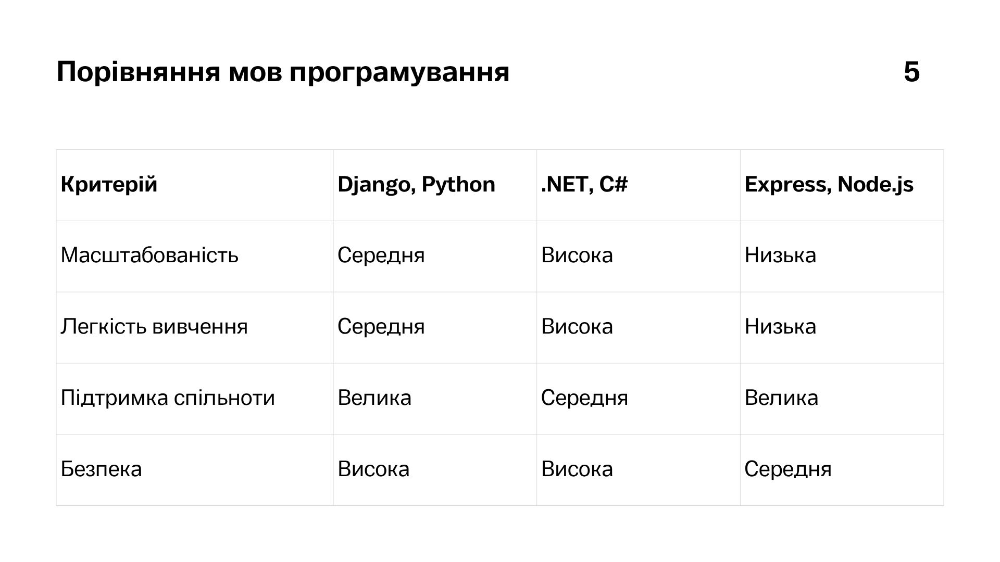 Порівняння мов програмування 5
Критерій Django, Python .NET, C# Express, Node.js
Масштабованість Середня Висока Низька
Легкість вивчення Середня Висока Низька
Підтримка спільноти Велика Середня Велика
Безпека Висока Висока Середня